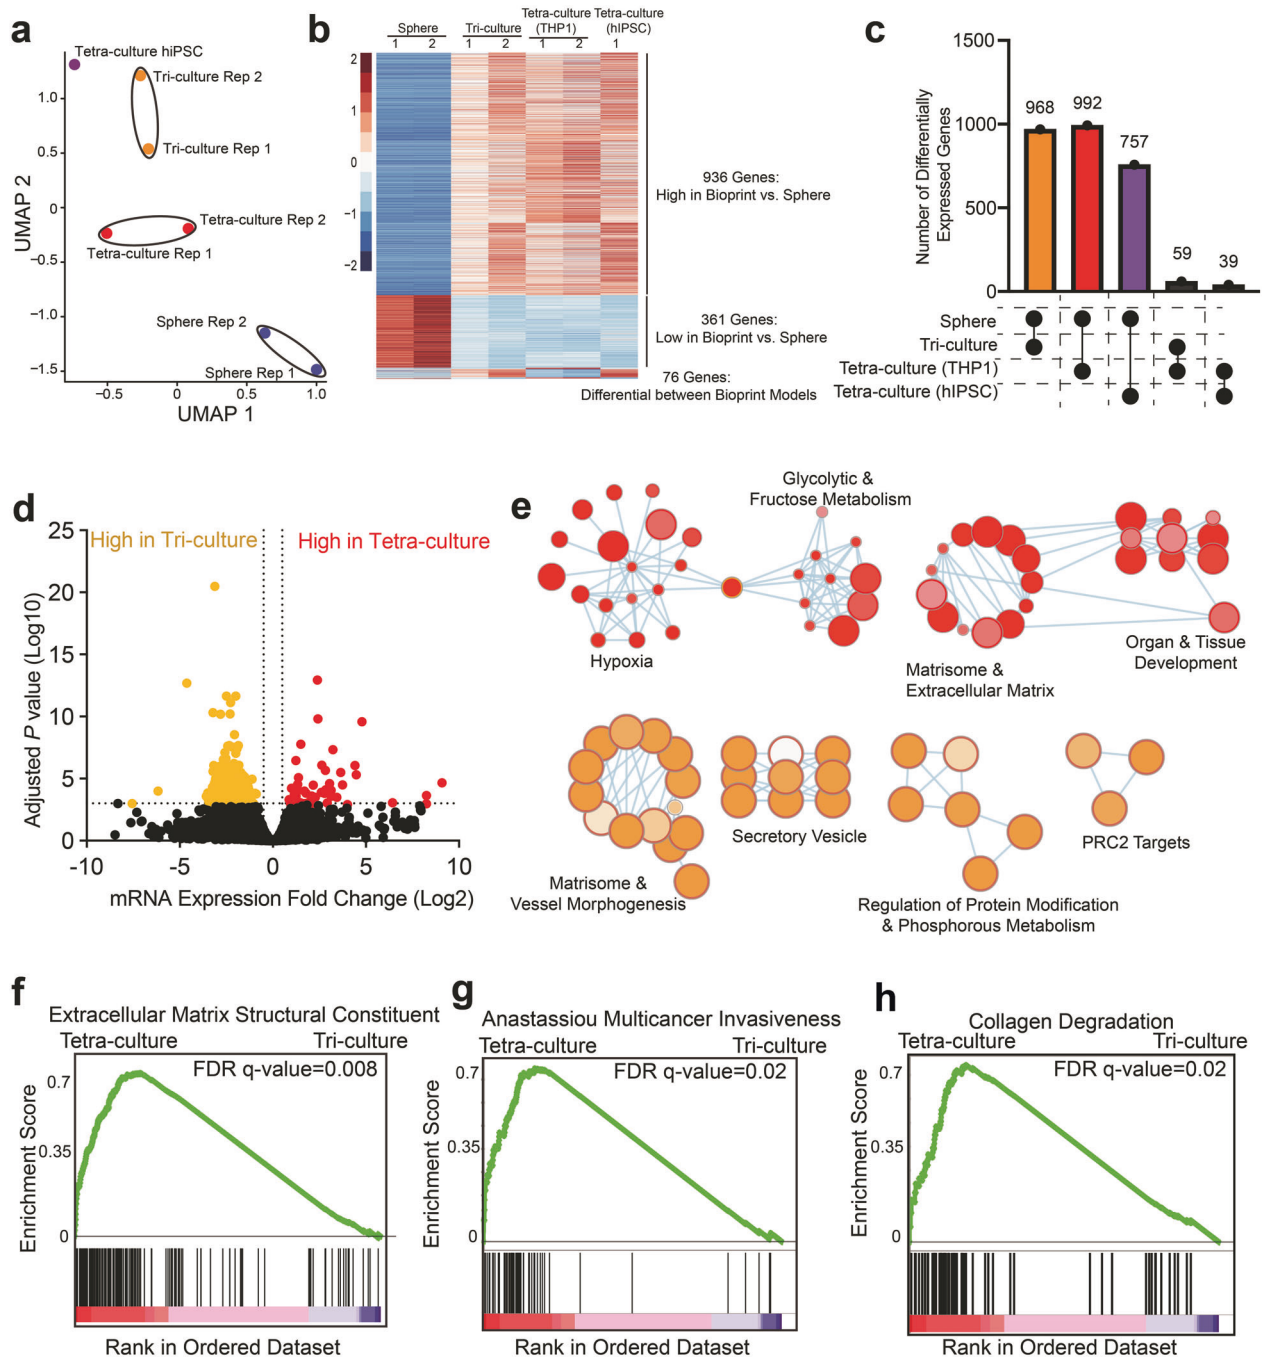 a
Tetra-culture hiPSC
Tri-culture Rep 2
Tri-culture Rep 1
Tetra-culture Rep 2
Tetra-culture Rep 1
Sphere Rep 2
Sphere Rep 1
1.0
0.5
0
−0.5
−1.0
−1.5
UMAP 2
−0.5
0
0.5
1.0
UMAP 1
b
Sphere
Tri-culture
Tetra-culture
(THP1)
Tetra-culture
(hIPSC)
1 2 1 2 1 2 1
2
1
0
−1
−2
936 Genes:
High in Bioprint vs. Sphere
361 Genes:
Low in Bioprint vs. Sphere
76 Genes:
Differential between Bioprint Models
c
Number of Differentially
Expressed Genes
1500
1000
500
0
968
992
757
59
39
Sphere
Tri-culture
Tetra-culture (THP1)
Tetra-culture (hIPSC)
d
High in Tri-culture
High in Tetra-culture
Adjusted P value (Log10)
25
20
15
10
5
0
-10
-5
0
5
10
mRNA Expression Fold Change (Log2)
e
Glycolytic &
Fructose Metabolism
Hypoxia
Matrisome &
Extracellular Matrix
Organ & Tissue
Development
Matrisome &
Vessel Morphogenesis
Secretory Vesicle
Regulation of Protein Modification
& Phosphorous Metabolism
PRC2 Targets
f
Extracellular Matrix Structural Constituent
Tetra-culture
Tri-culture
FDR q-value=0.008
0.7
0.35
0
Enrichment Score
Rank in Ordered Dataset
g
Anastassiou Multicancer Invasiveness
Tetra-culture
Tri-culture
FDR q-value=0.02
0.7
0.35
0
Enrichment Score
Rank in Ordered Dataset
h
Collagen Degradation
Tetra-culture
Tri-culture
FDR q-value=0.02
0.7
0.35
0
Enrichment Score
Rank in Ordered Dataset